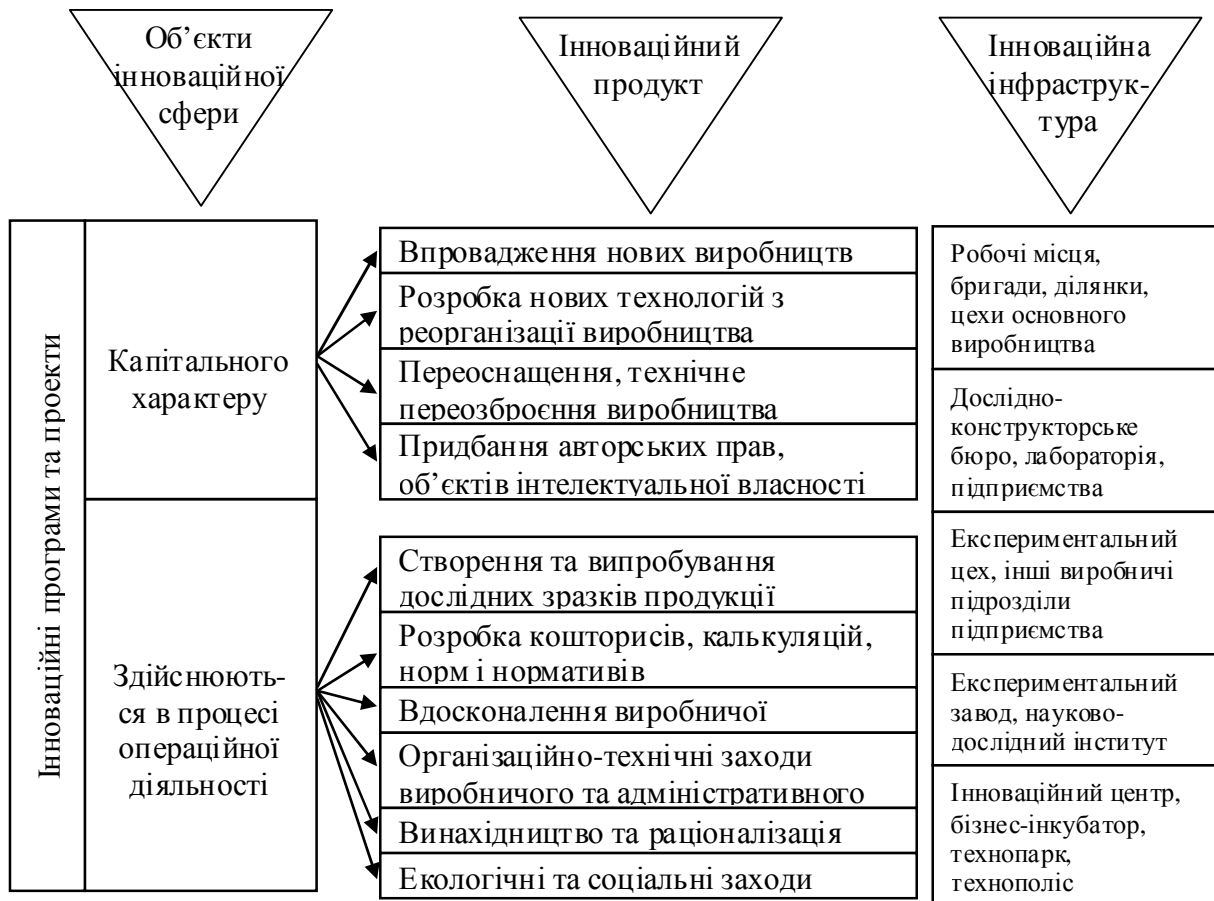 Об’єкти
інноваційної
сфери
Інноваційний
продукт
Інноваційна
інфраструк-
тура
Інноваційні програми та проекти
Капітального
характеру
Впровадження нових виробництв
Розробка нових технологій з
реорганізації виробництва
Переоснащення, технічне
переозброєння виробництва
Придбання авторських прав,
об’єктів інтелектуальної власності
Здійснюють-
ся в процесі
операційної
діяльності
Створення та випробування
дослідних зразків продукції
Розробка кошторисів, калькуляцій,
норм і нормативів
Вдосконалення виробничої
Організаційно-технічні заходи
виробничого та адміністративного
Винахідництво та раціоналізація
Екологічні та соціальні заходи
Робочі місця,
бригади, ділянки,
цехи основного
виробництва
Дослідно-
конструкторське
бюро, лабораторія,
підприємства
Експериментальний
цех, інші виробничі
підрозділи
підприємства
Експериментальний
завод, науково-
дослідний інститут
Інноваційний центр,
бізнес-інкубатор,
технопарк,
технополіс